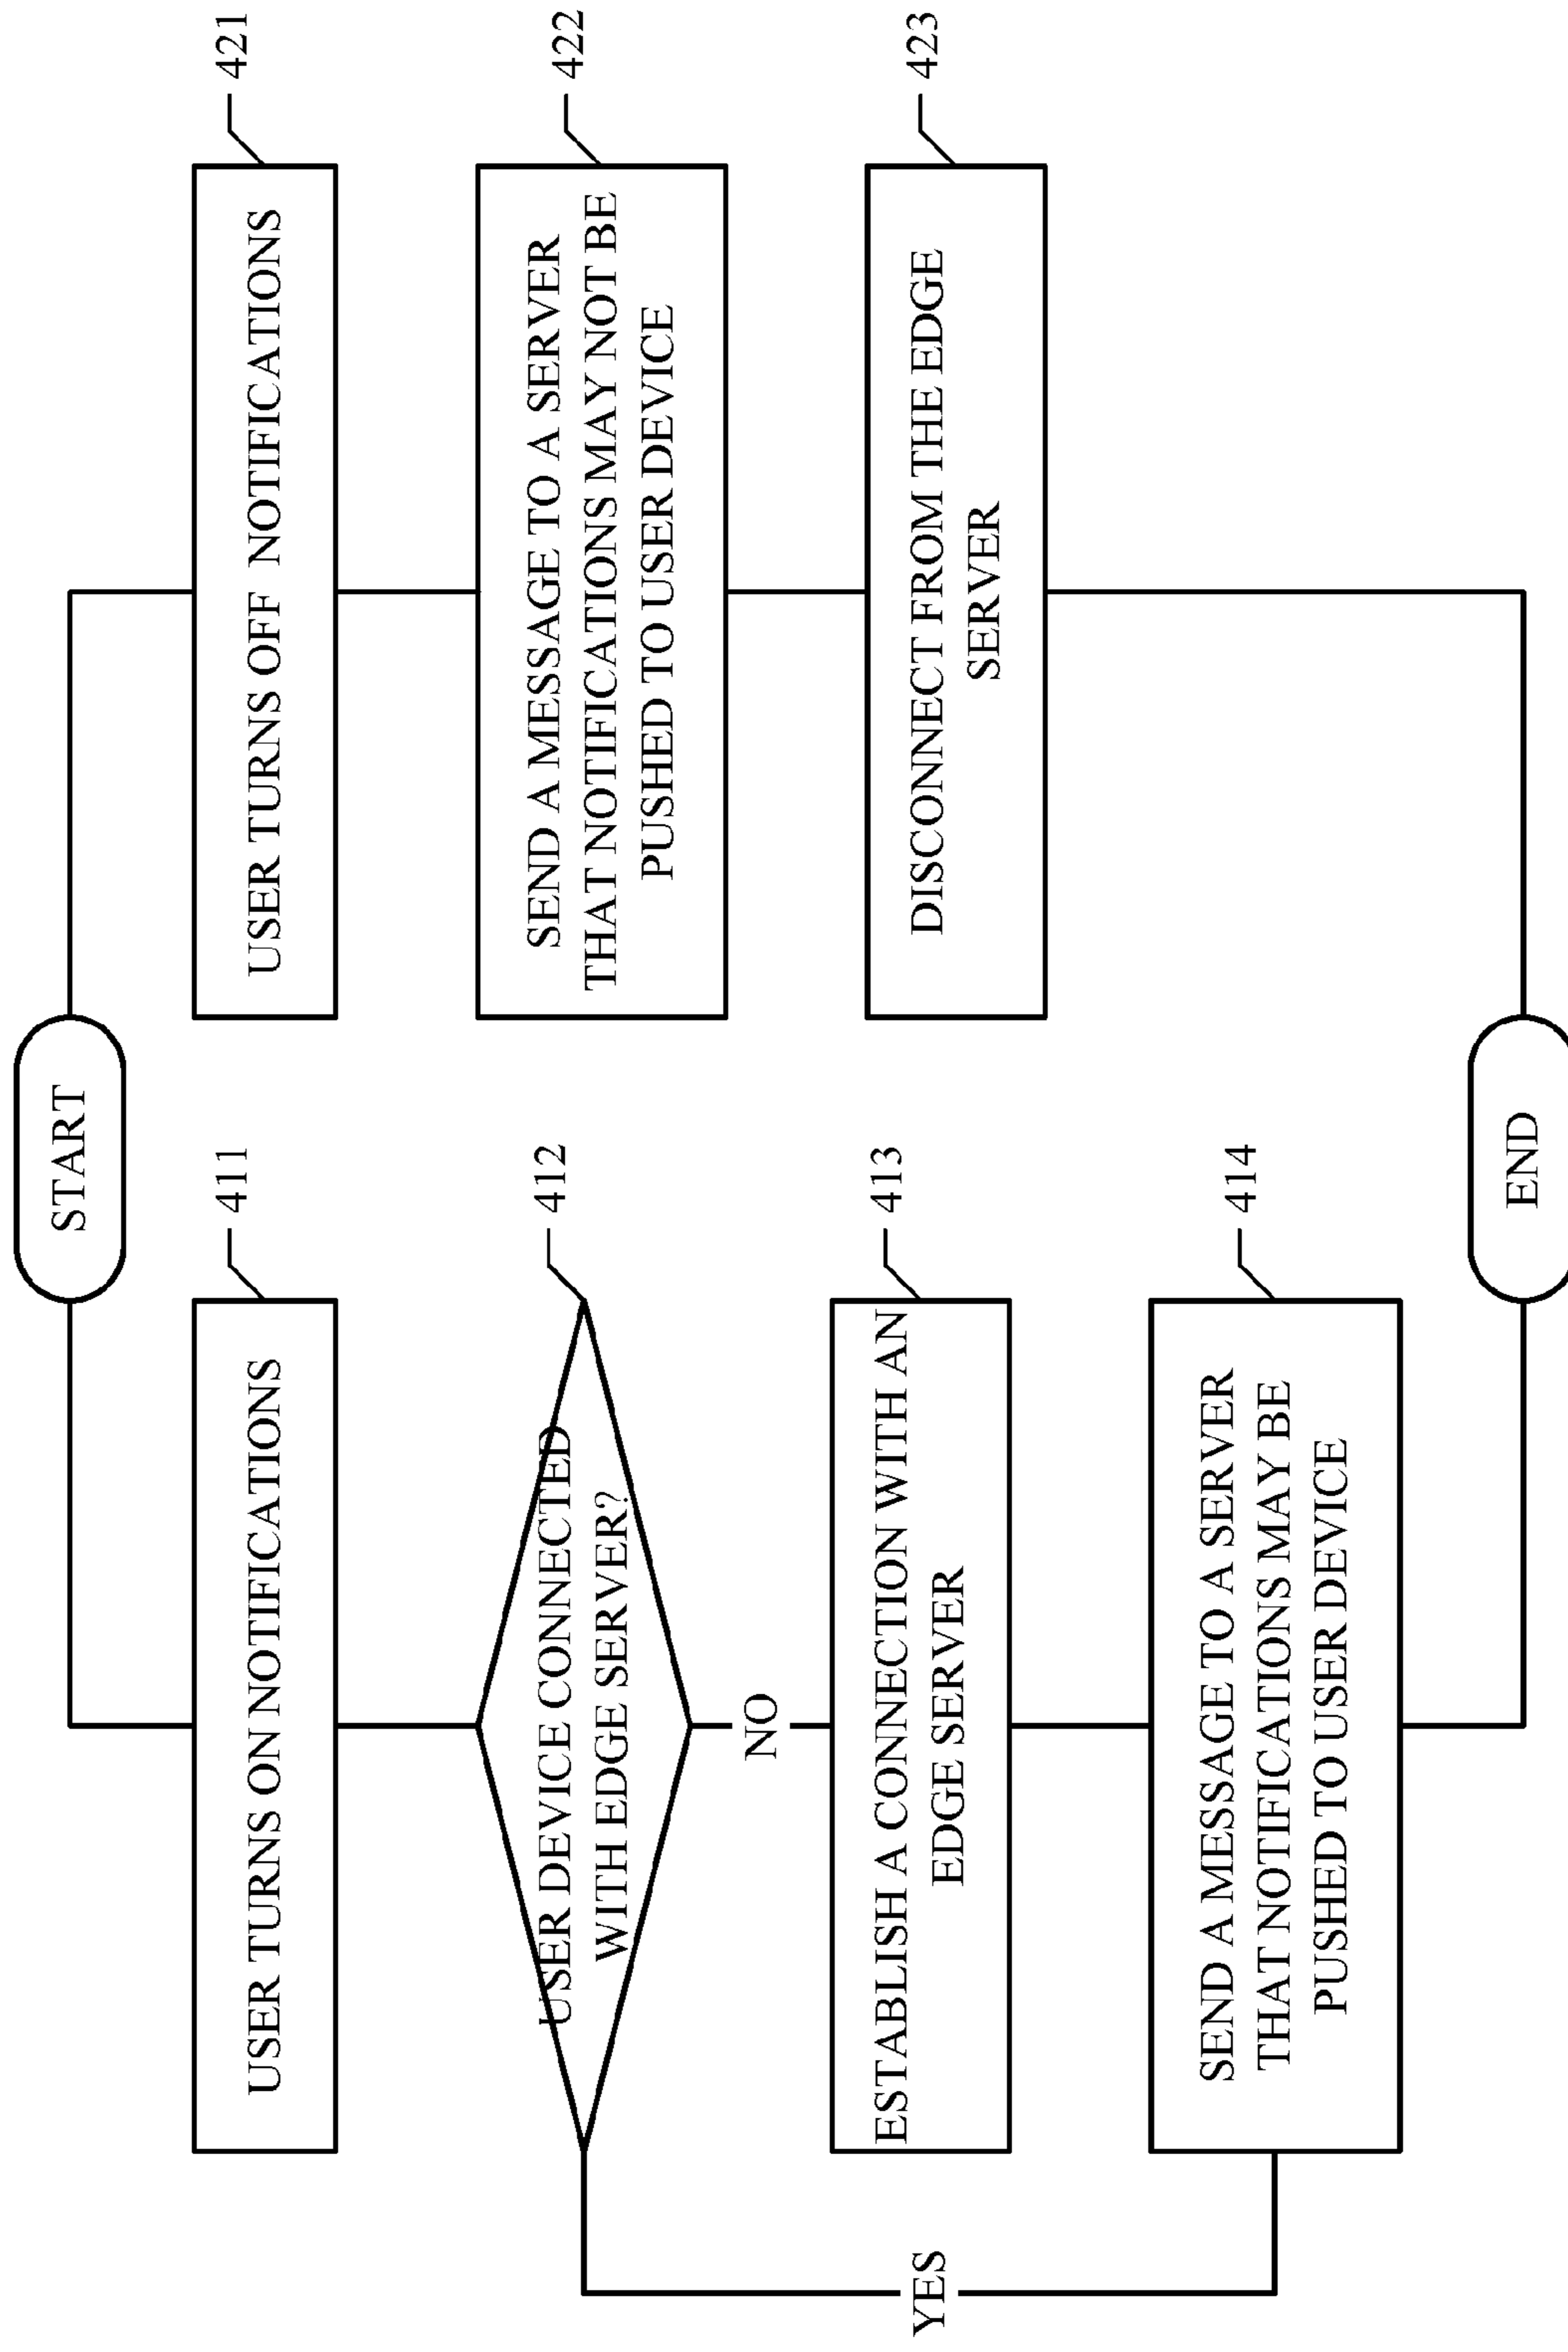 START
411
USER TURNS ON NOTIFICATIONS
412
USER DEVICE CONNECTED
WITH EDGE SERVER?
YES
NO
413
ESTABLISH A CONNECTION WITH AN
EDGE SERVER
414
SEND A MESSAGE TO A SERVER
THAT NOTIFICATIONS MAY BE
PUSHED TO USER DEVICE
421
USER TURNS OFF NOTIFICATIONS
422
SEND A MESSAGE TO A SERVER
THAT NOTIFICATIONS MAY NOT BE
PUSHED TO USER DEVICE
423
DISCONNECT FROM THE EDGE
SERVER
END